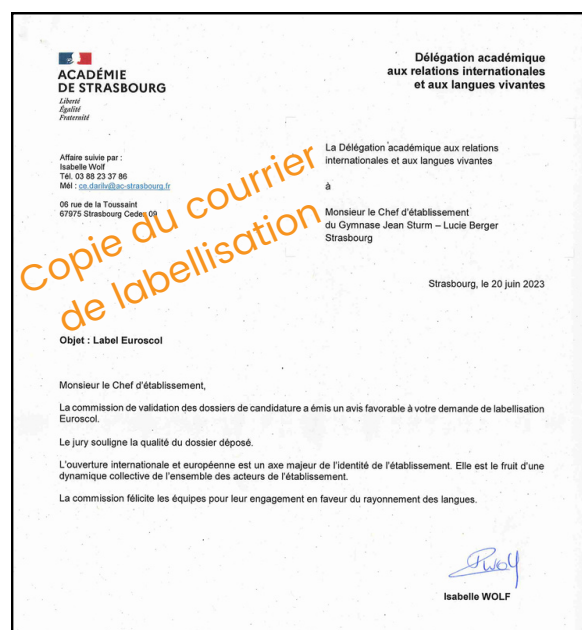 Délégation académique
aux relations internationales
et aux langues vivantes
ACADÉMIE
DE STRASBOURG
Liberté
Égalité
Fraternité
La Délégation académique aux relations
internationales et aux langues vivantes
à
Monsieur le Chef d'établissement
du Gymnase Jean Sturm – Lucie Berger
Strasbourg
Affaire suivie par :
Isabelle Wolf
Tél. 03 88 23 37 86
Mél : ce.darilv@ac-strasbourg.fr
06 rue de la Toussaint
67975 Strasbourg Cedex 09
Copie du courrier
de labellisation
Strasbourg, le 20 juin 2023
Objet : Label Euroscol
Monsieur le Chef d'établissement,
La commission de validation des dossiers de candidature a émis un avis favorable à votre demande de labellisation
Euroscol.
Le jury souligne la qualité du dossier déposé.
L'ouverture internationale et européenne est un axe majeur de l'identité de l'établissement. Elle est le fruit d'une
dynamique collective de l'ensemble des acteurs de l'établissement.
La commission félicite les équipes pour leur engagement en faveur du rayonnement des langues.
Isabelle WOLF